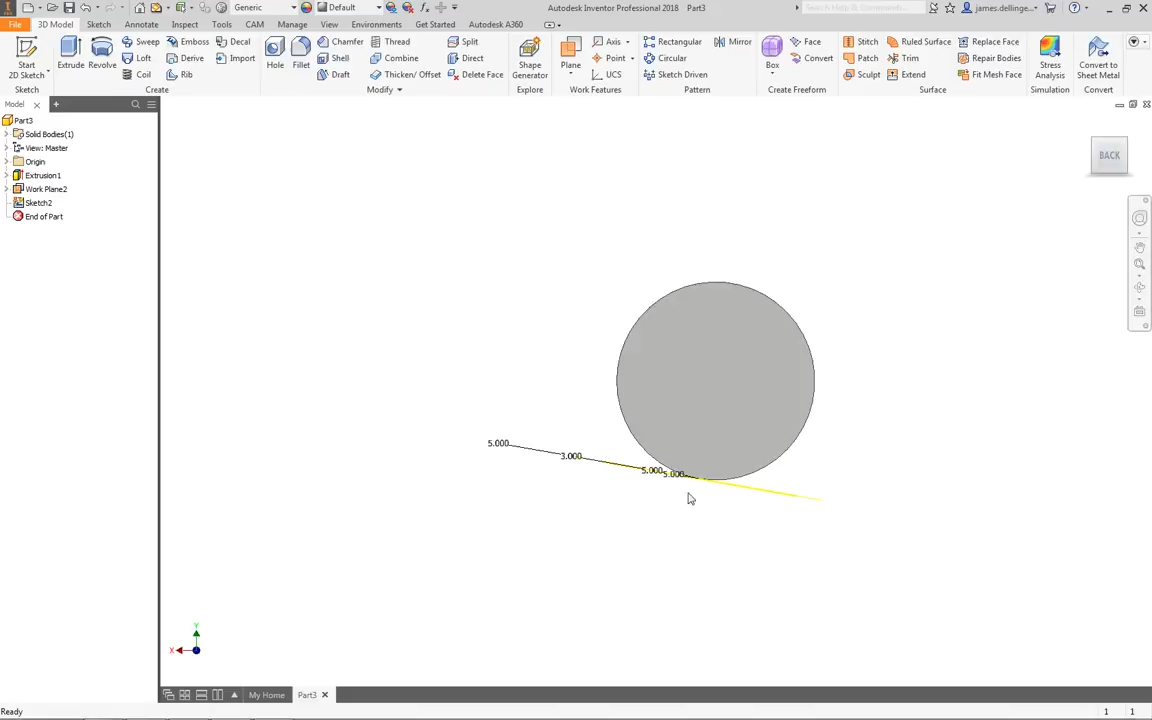 Generic
Default
Autodesk Inventor Professional 2018 Part3
Search Help & Commands...
james.dellinge...
File
3D Model
Sketch
Annotate
Inspect
Tools
CAM
Manage
View
Environments
Get Started
Autodesk A360
Start
2D Sketch
Sketch
Extrude
Revolve
Sweep
Loft
Coil
Emboss
Derive
Rib
Decal
Import
Create
Hole
Fillet
Chamfer
Shell
Draft
Thread
Combine
Thicken/ Offset
Split
Direct
Delete Face
Modify
Shape
Generator
Explore
Plane
Axis
Point
UCS
Work Features
Rectangular
Circular
Sketch Driven
Mirror
Pattern
Box
Face
Convert
Create Freeform
Stitch
Patch
Sculpt
Ruled Surface
Trim
Extend
Replace Face
Repair Bodies
Fit Mesh Face
Surface
Stress
Analysis
Simulation
Convert to
Sheet Metal
Convert
Model
Part3
Solid Bodies(1)
View: Master
Origin
Extrusion1
Work Plane2
Sketch2
End of Part
BACK
5.000
3.000
5.000
5.000
Y
X
My Home
Part3
Ready
1
1